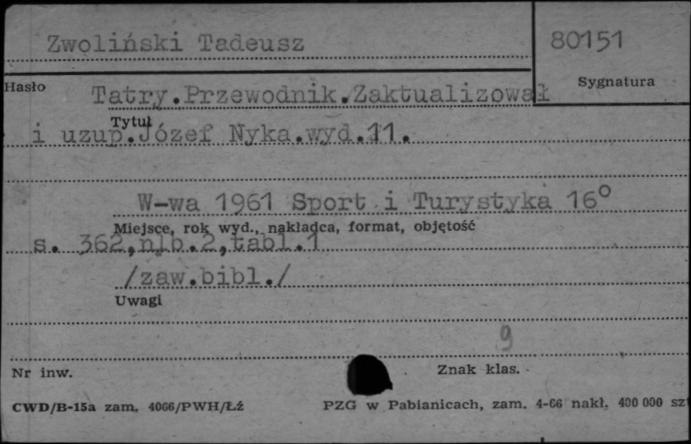 Zwoliński Tadeusz
80151
Hasło
Sygnatura
Tatry.Przewodnik.Zaktualizował
Tytuł
i uzup.Józef Nyka.wyd.11.
W-wa 1961 Sport i Turystyka 16°
Miejsce, rok wyd., nakładca, format, objętość
s. 362,nlb.2,tabl.1
/zaw.bibl./
Uwagi
9
Nr inw.
Znak klas.
CWD/B-15a zam. 4066/PWH/Łź
PZG w Pabianicach, zam. 4-66 nakł. 400 000 szt